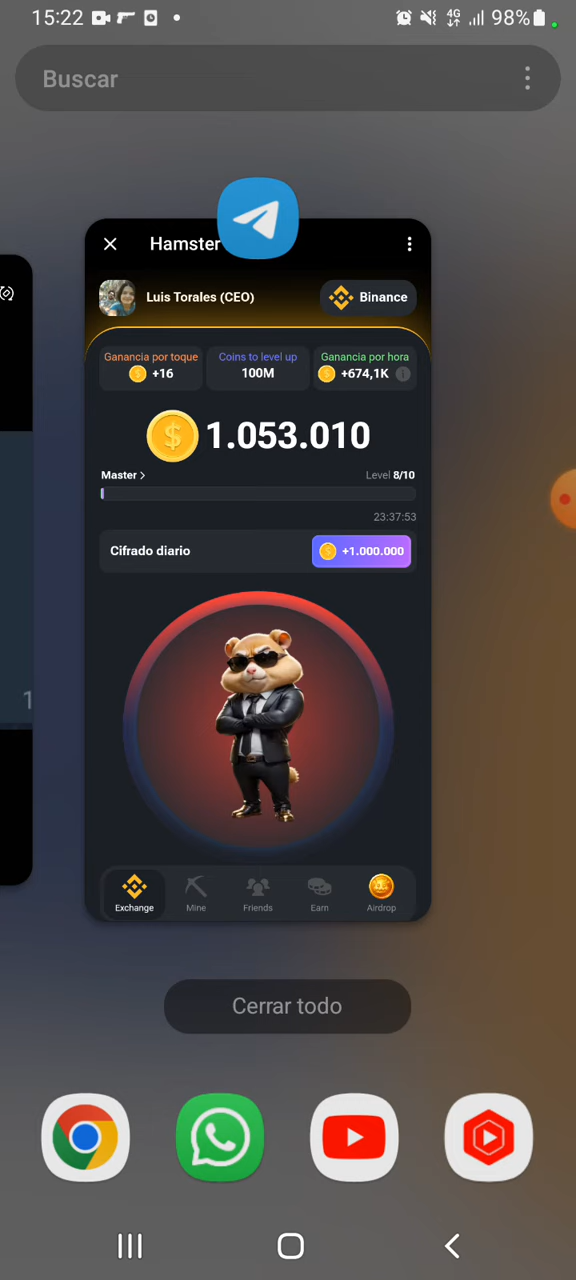 15:22
4G
98%
Buscar
Hamster
Luis Torales (CEO)
Binance
Ganancia por toque
+16
Coins to level up
100M
Ganancia por hora
+674,1K
1.053.010
Master >
Level 8/10
23:37:53
Cifrado diario
+1.000.000
Exchange
Mine
Friends
Earn
Airdrop
1
Cerrar todo